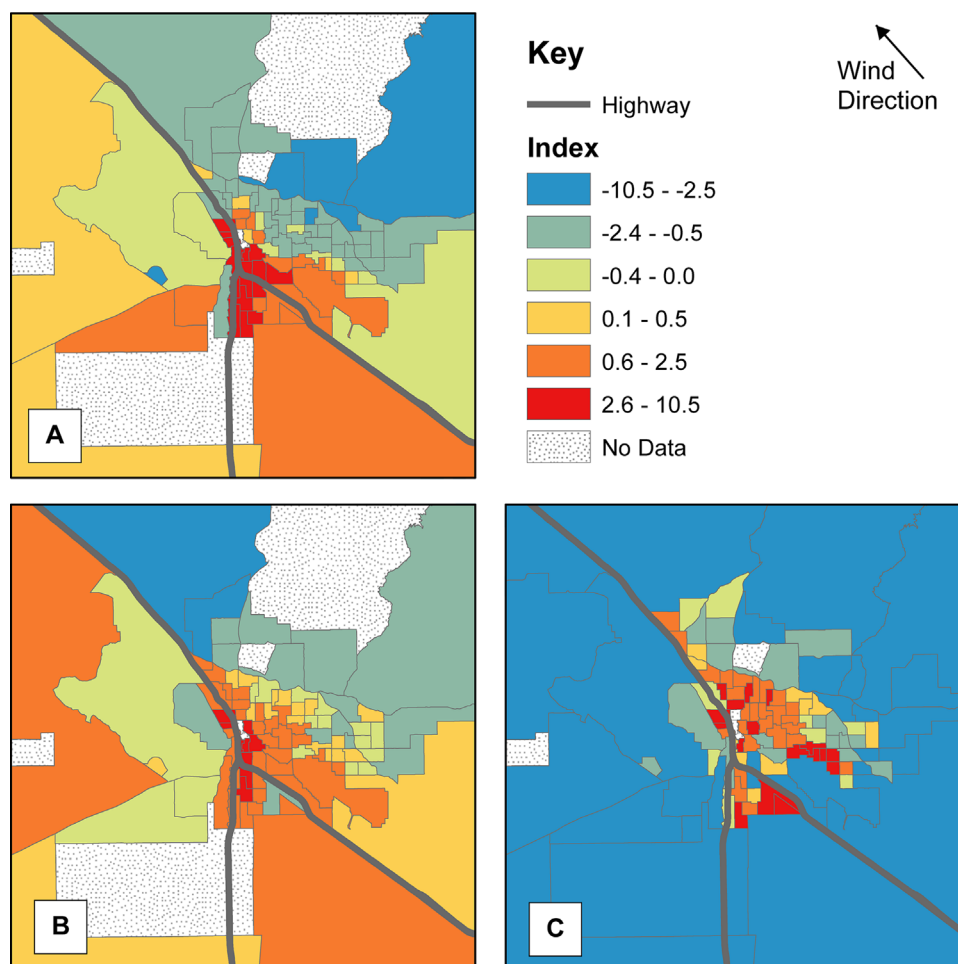 Key
Wind
Direction
Highway
Index
-10.5 - -2.5
-2.4 - -0.5
-0.4 - 0.0
0.1 - 0.5
0.6 - 2.5
2.6 - 10.5
No Data
A
B
C